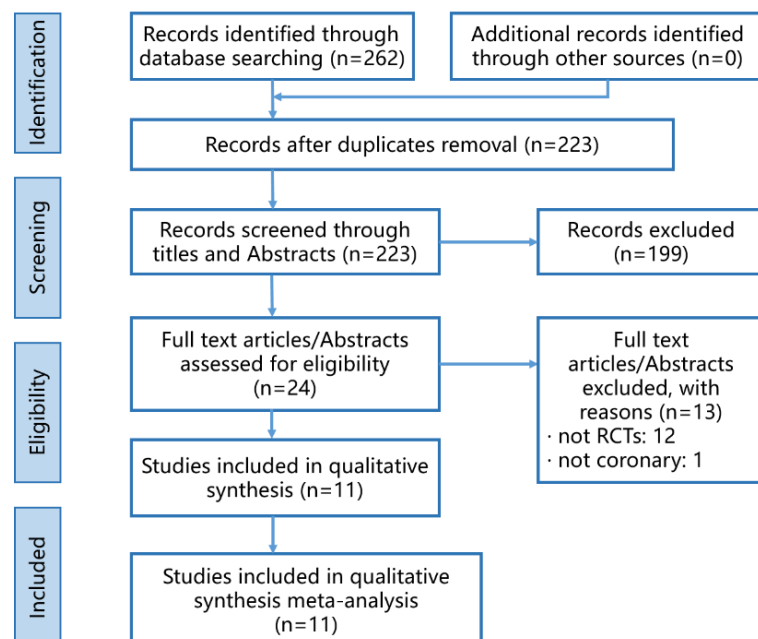 Identification
Records identified through
database searching (n=262)
Additional records identified
through other sources (n=0)
Records after duplicates removal (n=223)
Screening
Records screened through
titles and Abstracts (n=223)
Records excluded
(n=199)
Eligibility
Full text articles/Abstracts
assessed for eligibility
(n=24)
Full text
articles/Abstracts
excluded, with
reasons (n=13)
· not RCTs: 12
· not coronary: 1
Studies included in qualitative
synthesis (n=11)
Included
Studies included in qualitative
synthesis meta-analysis
(n=11)